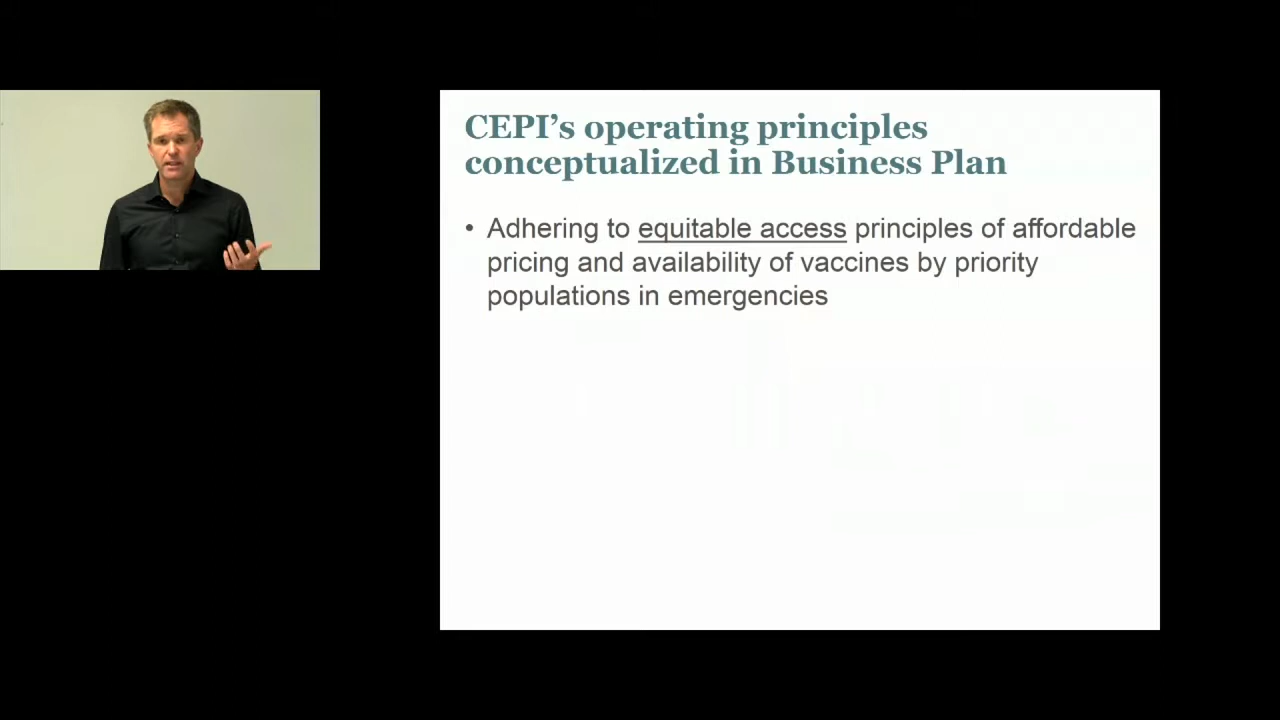 CEPI’s operating principles
conceptualized in Business Plan
• Adhering to equitable access principles of affordable
pricing and availability of vaccines by priority
populations in emergencies